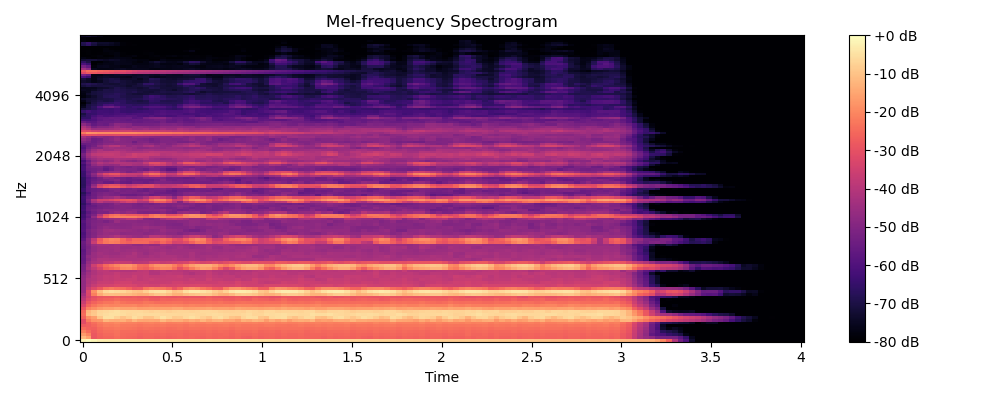 Mel-frequency Spectrogram
+0 dB
-10 dB
-20 dB
-30 dB
-40 dB
-50 dB
-60 dB
-70 dB
-80 dB
Hz
4096
2048
1024
512
0
0 0.5 1 1.5 2 2.5 3 3.5 4
Time